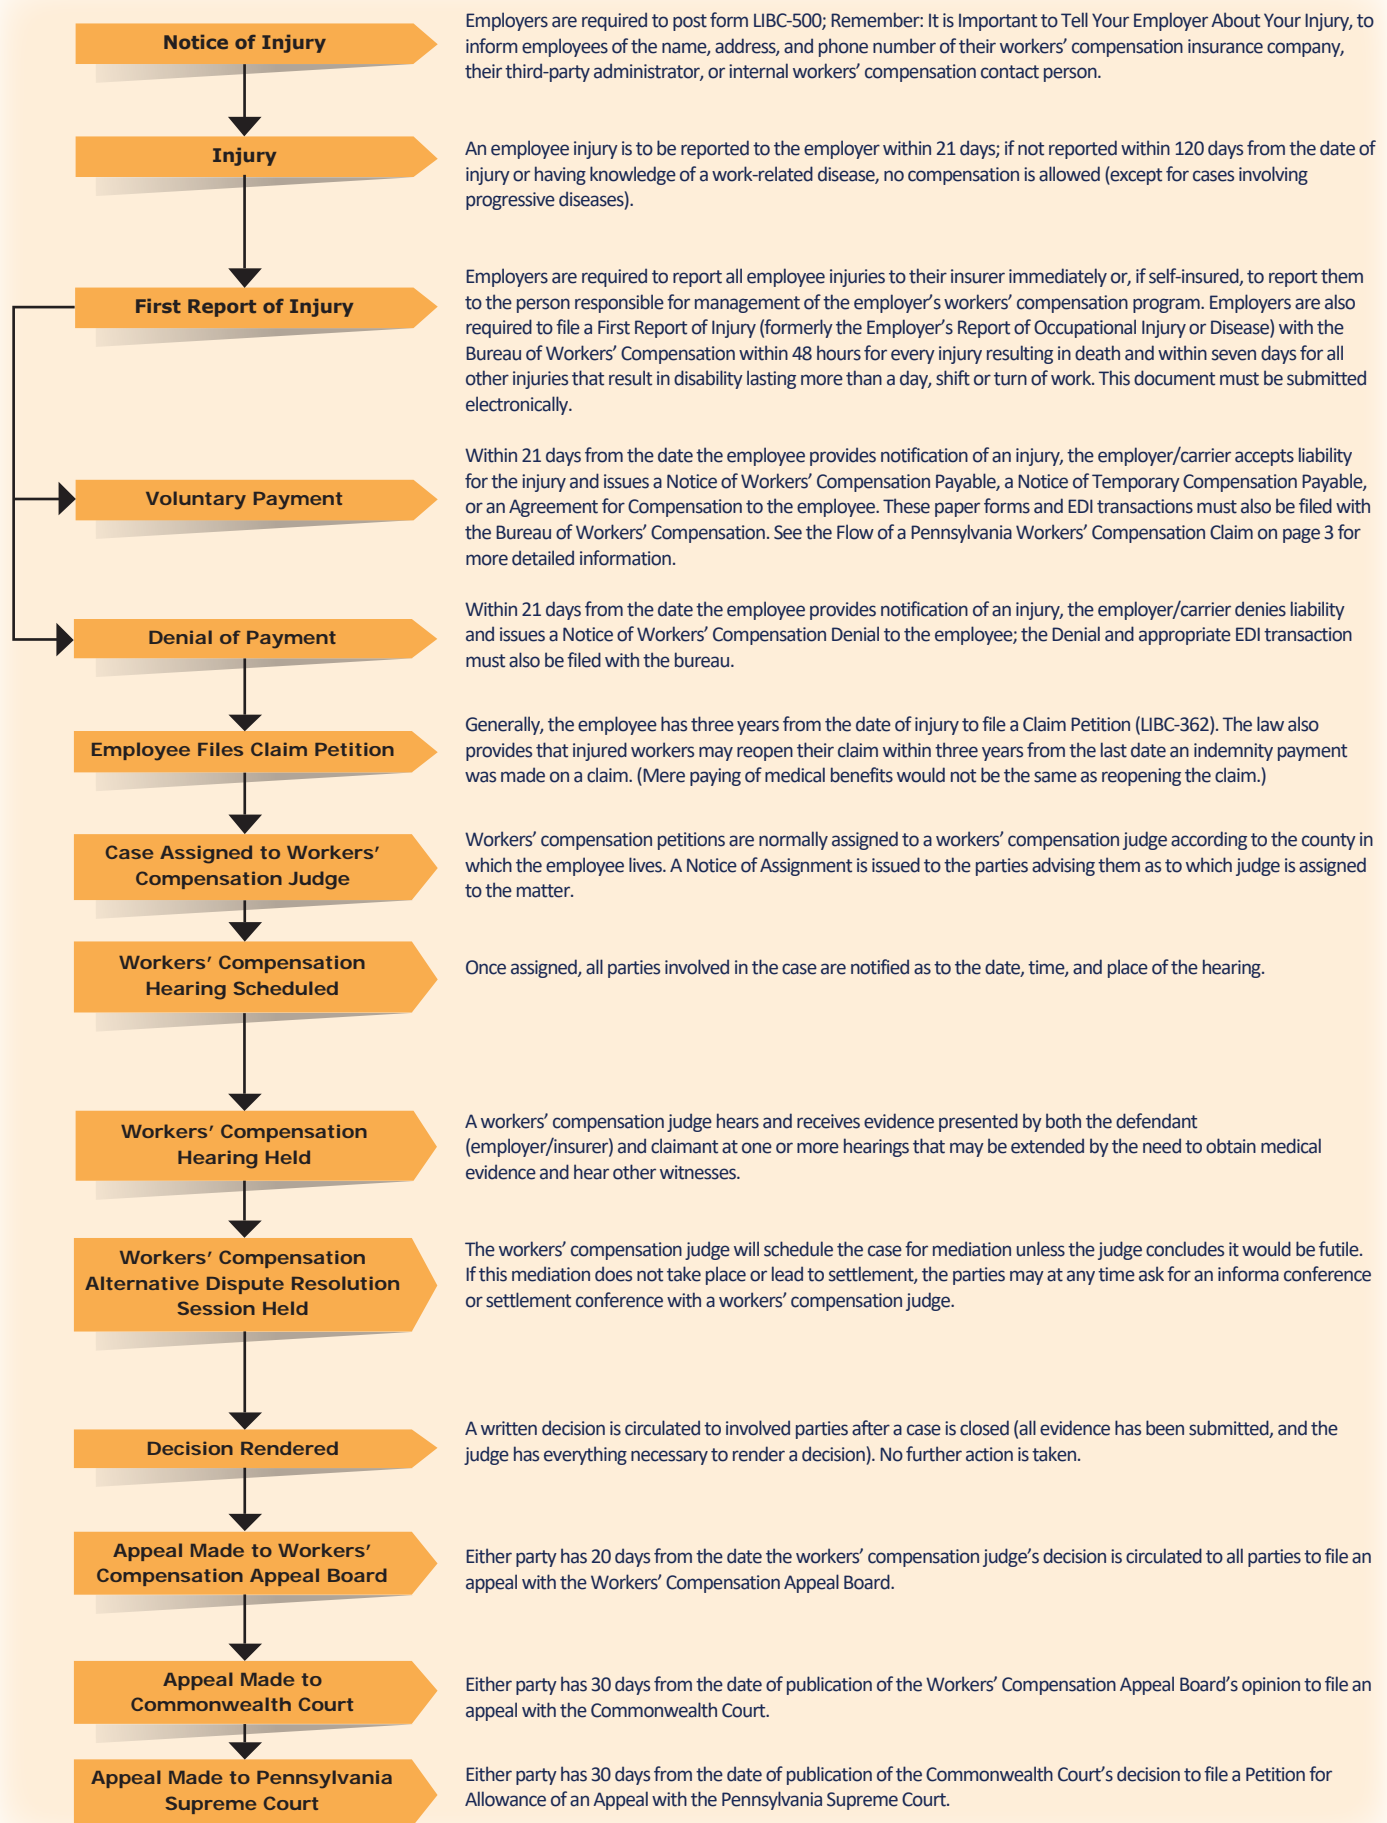 Notice of Injury
Employers are required to post form LIBC-500; Remember: It is Important to Tell Your Employer About Your Injury, to
inform employees of the name, address, and phone number of their workers’ compensation insurance company,
their third-party administrator, or internal workers’ compensation contact person.
Injury
An employee injury is to be reported to the employer within 21 days; if not reported within 120 days from the date of
injury or having knowledge of a work-related disease, no compensation is allowed (except for cases involving
progressive diseases).
First Report of Injury
Employers are required to report all employee injuries to their insurer immediately or, if self-insured, to report them
to the person responsible for management of the employer’s workers’ compensation program. Employers are also
required to file a First Report of Injury (formerly the Employer’s Report of Occupational Injury or Disease) with the
Bureau of Workers’ Compensation within 48 hours for every injury resulting in death and within seven days for all
other injuries that result in disability lasting more than a day, shift or turn of work. This document must be submitted
electronically.
Voluntary Payment
Within 21 days from the date the employee provides notification of an injury, the employer/carrier accepts liability
for the injury and issues a Notice of Workers’ Compensation Payable, a Notice of Temporary Compensation Payable,
or an Agreement for Compensation to the employee. These paper forms and EDI transactions must also be filed with
the Bureau of Workers’ Compensation. See the Flow of a Pennsylvania Workers’ Compensation Claim on page 3 for
more detailed information.
Denial of Payment
Within 21 days from the date the employee provides notification of an injury, the employer/carrier denies liability
and issues a Notice of Workers’ Compensation Denial to the employee; the Denial and appropriate EDI transaction
must also be filed with the bureau.
Employee Files Claim Petition
Generally, the employee has three years from the date of injury to file a Claim Petition (LIBC-362). The law also
provides that injured workers may reopen their claim within three years from the last date an indemnity payment
was made on a claim. (Mere paying of medical benefits would not be the same as reopening the claim.)
Case Assigned to Workers’
Compensation Judge
Workers’ compensation petitions are normally assigned to a workers’ compensation judge according to the county in
which the employee lives. A Notice of Assignment is issued to the parties advising them as to which judge is assigned
to the matter.
Workers’ Compensation
Hearing Scheduled
Once assigned, all parties involved in the case are notified as to the date, time, and place of the hearing.
Workers’ Compensation
Hearing Held
A workers’ compensation judge hears and receives evidence presented by both the defendant
(employer/insurer) and claimant at one or more hearings that may be extended by the need to obtain medical
evidence and hear other witnesses.
Workers’ Compensation
Alternative Dispute Resolution
Session Held
The workers’ compensation judge will schedule the case for mediation unless the judge concludes it would be futile.
If this mediation does not take place or lead to settlement, the parties may at any time ask for an informa conference
or settlement conference with a workers’ compensation judge.
Decision Rendered
A written decision is circulated to involved parties after a case is closed (all evidence has been submitted, and the
judge has everything necessary to render a decision). No further action is taken.
Appeal Made to Workers’
Compensation Appeal Board
Either party has 20 days from the date the workers’ compensation judge’s decision is circulated to all parties to file an
appeal with the Workers’ Compensation Appeal Board.
Appeal Made to
Commonwealth Court
Either party has 30 days from the date of publication of the Workers’ Compensation Appeal Board’s opinion to file an
appeal with the Commonwealth Court.
Appeal Made to Pennsylvania
Supreme Court
Either party has 30 days from the date of publication of the Commonwealth Court’s decision to file a Petition for
Allowance of an Appeal with the Pennsylvania Supreme Court.